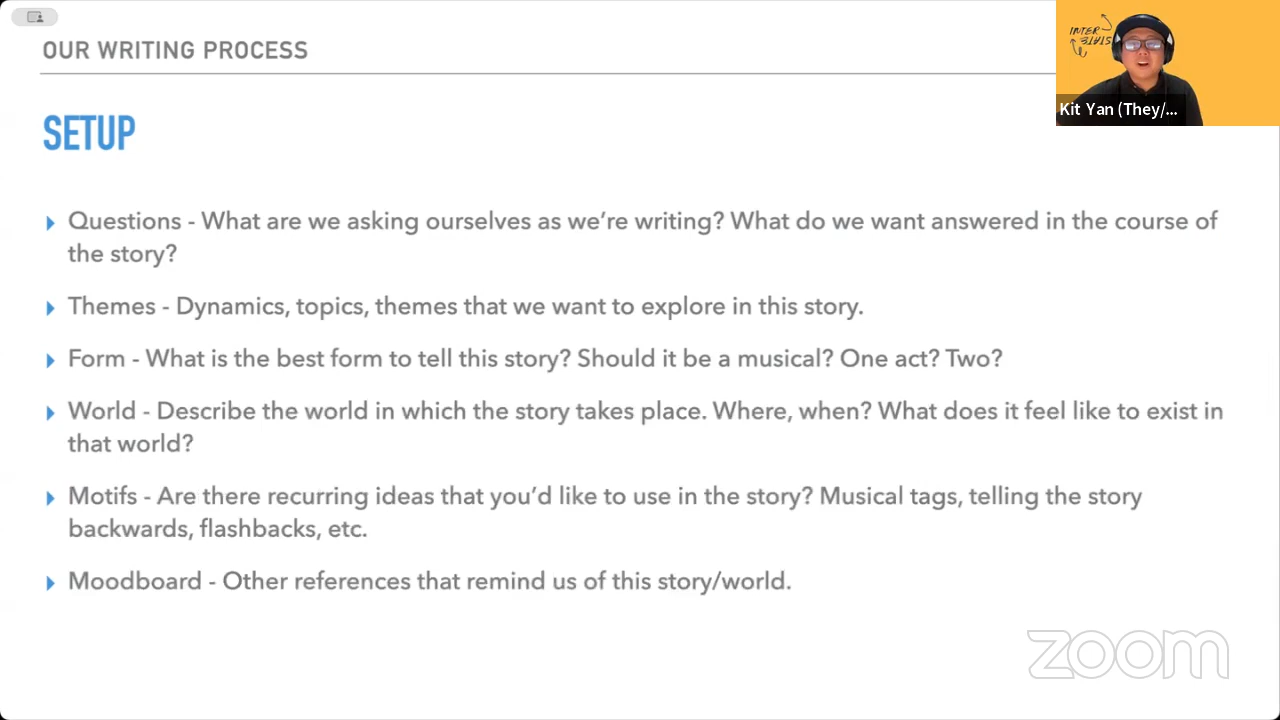 OUR WRITING PROCESS
INTER
STATE
Kit Yan (They/...
SETUP
Questions - What are we asking ourselves as we’re writing? What do we want answered in the course of
the story?
Themes - Dynamics, topics, themes that we want to explore in this story.
Form - What is the best form to tell this story? Should it be a musical? One act? Two?
World - Describe the world in which the story takes place. Where, when? What does it feel like to exist in
that world?
Motifs - Are there recurring ideas that you’d like to use in the story? Musical tags, telling the story
backwards, flashbacks, etc.
Moodboard - Other references that remind us of this story/world.
zoom